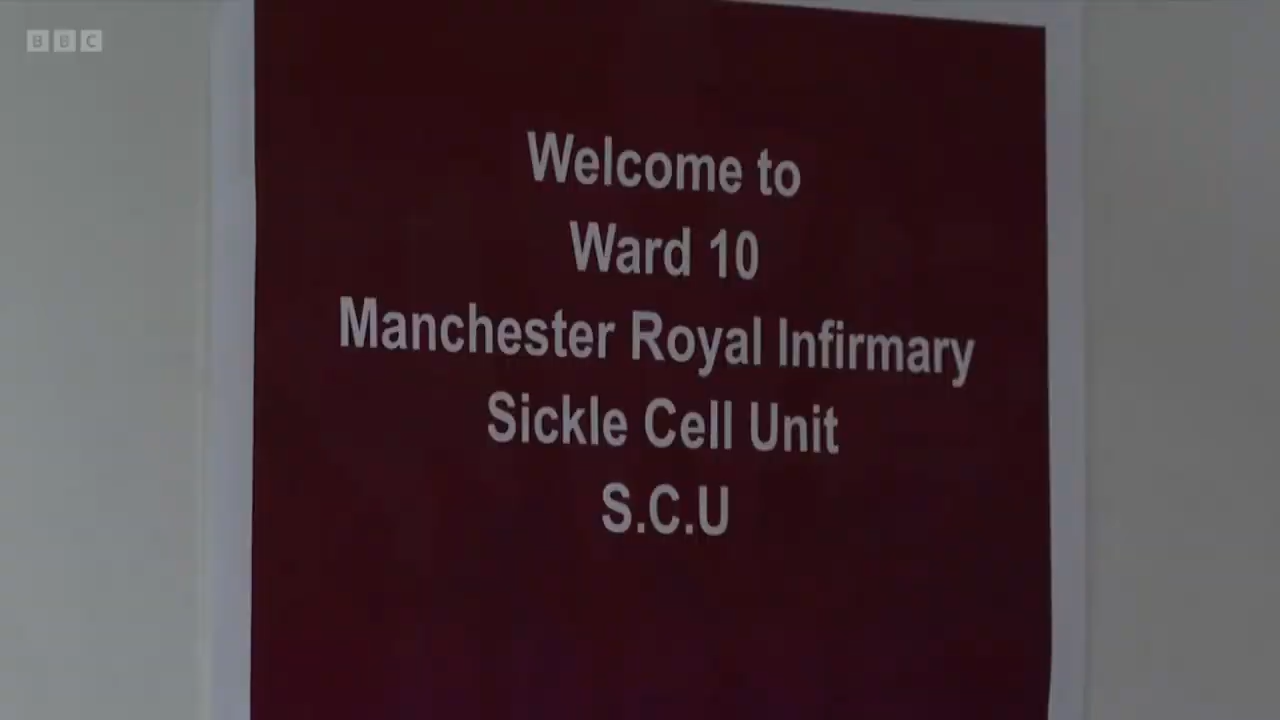 BBC
Welcome to
Ward 10
Manchester Royal Infirmary
Sickle Cell Unit
S.C.U